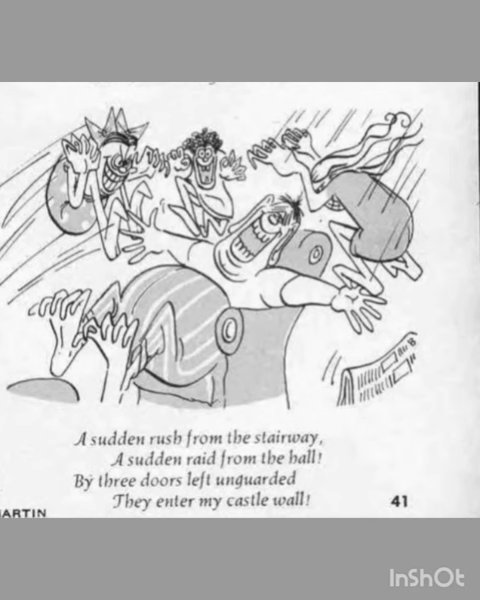 A sudden rush from the stairway,
A sudden raid from the hall!
By three doors left unguarded
They enter my castle wall!
ARTIN
41
InShOt